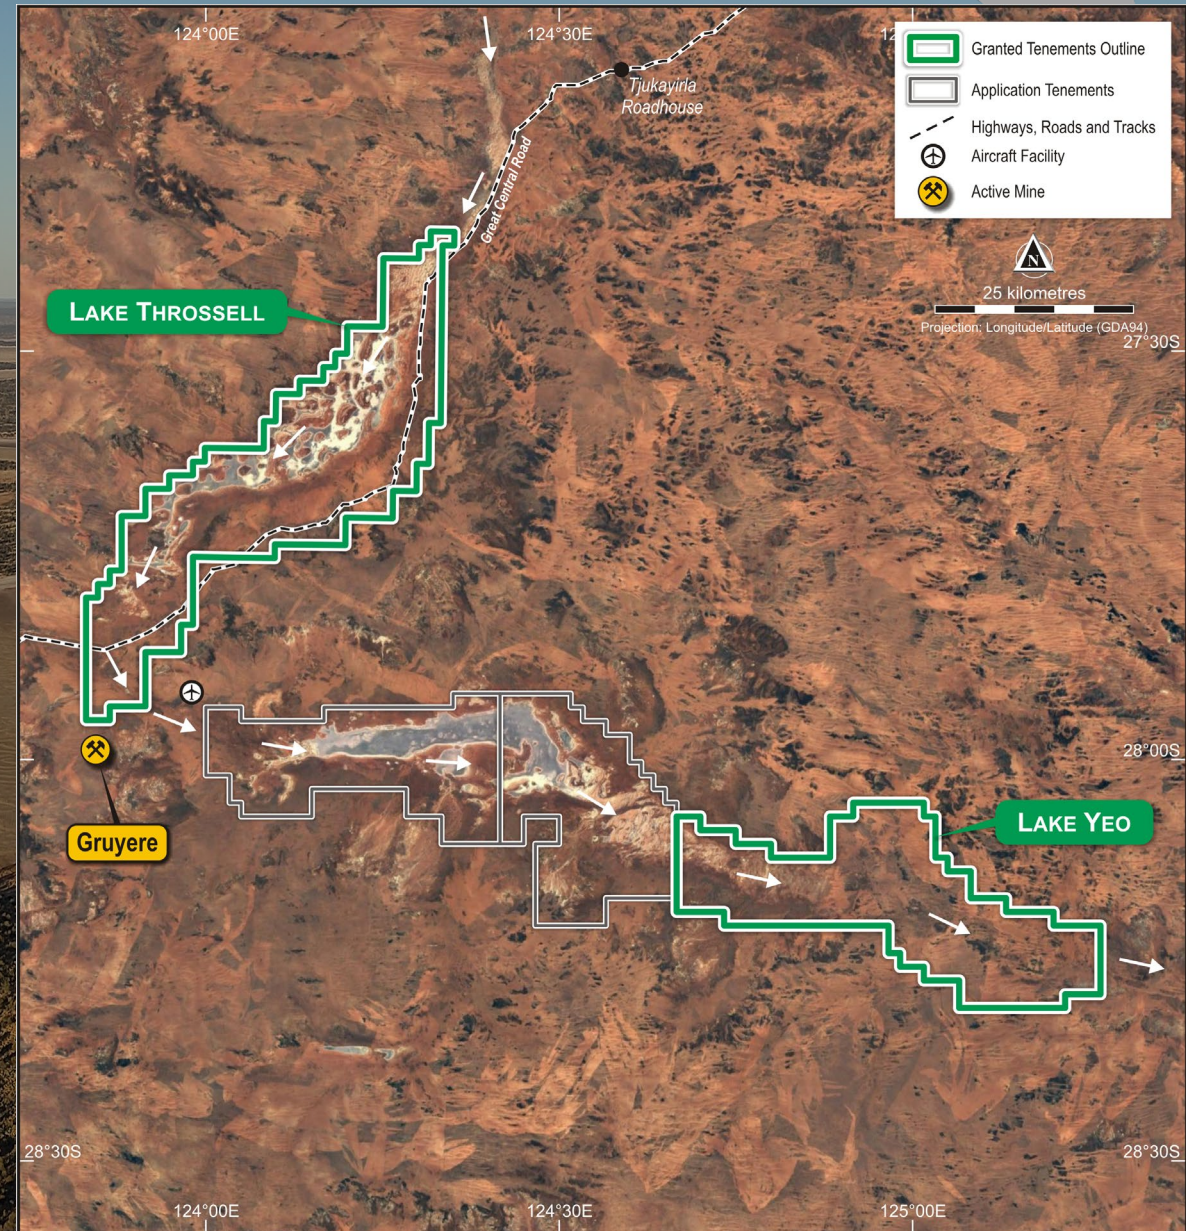 124°00E
124°30E
Granted Tenements Outline
Application Tenements
Highways, Roads and Tracks
Aircraft Facility
Active Mine
Tjukayirla
Roadhouse
Great Central Road
N
25 kilometres
Projection: Longitude/Latitude (GDA94)
27°30S
LAKE THROSSELL
28°00S
Gruyere
LAKE YEO
28°30S
28°30S
124°00E
124°30E
125°00E